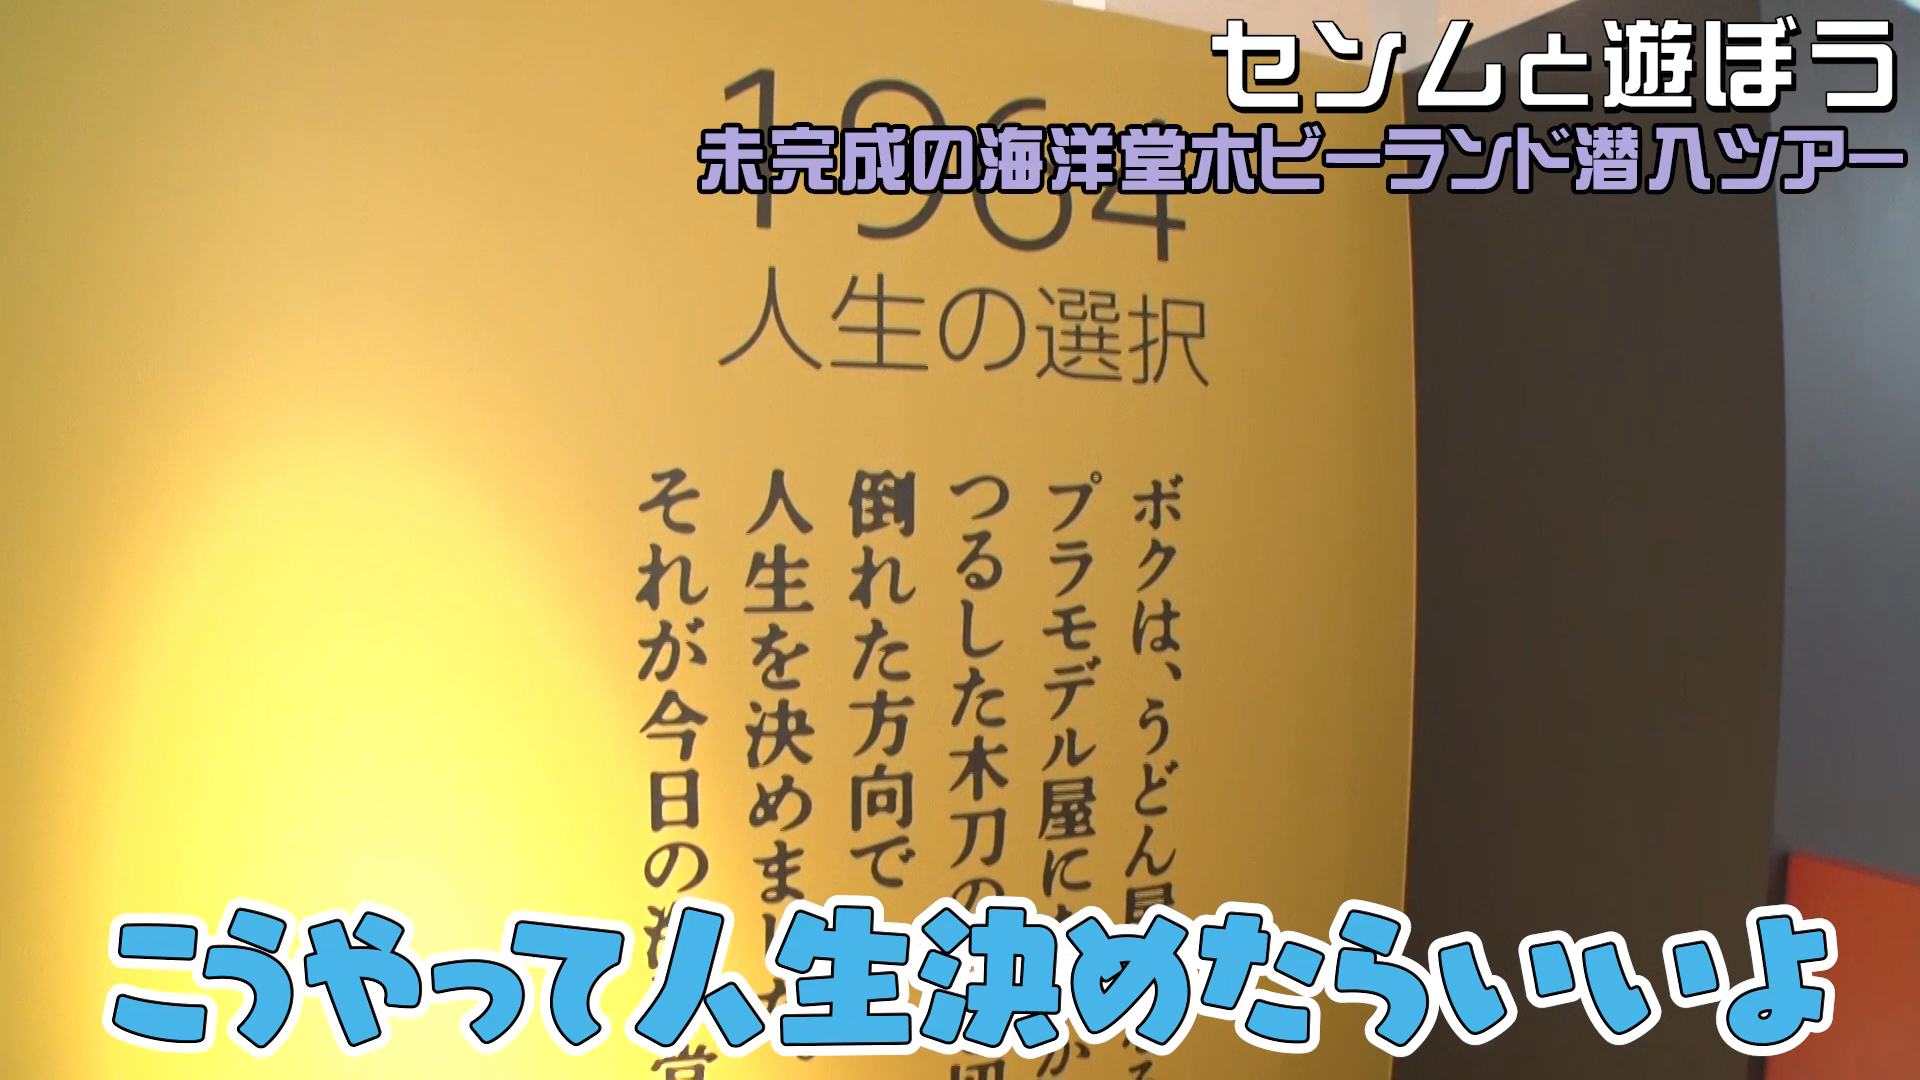 センムと遊ぼう
未完成の海洋堂ホビーランド潜入ツアー
1964
人生の選択
ボクは、うどん屋
プラモデル屋に
つるした木刀の
倒れた方向で
人生を決めました。
それが今日の
こうやって人生決めたらいいよ